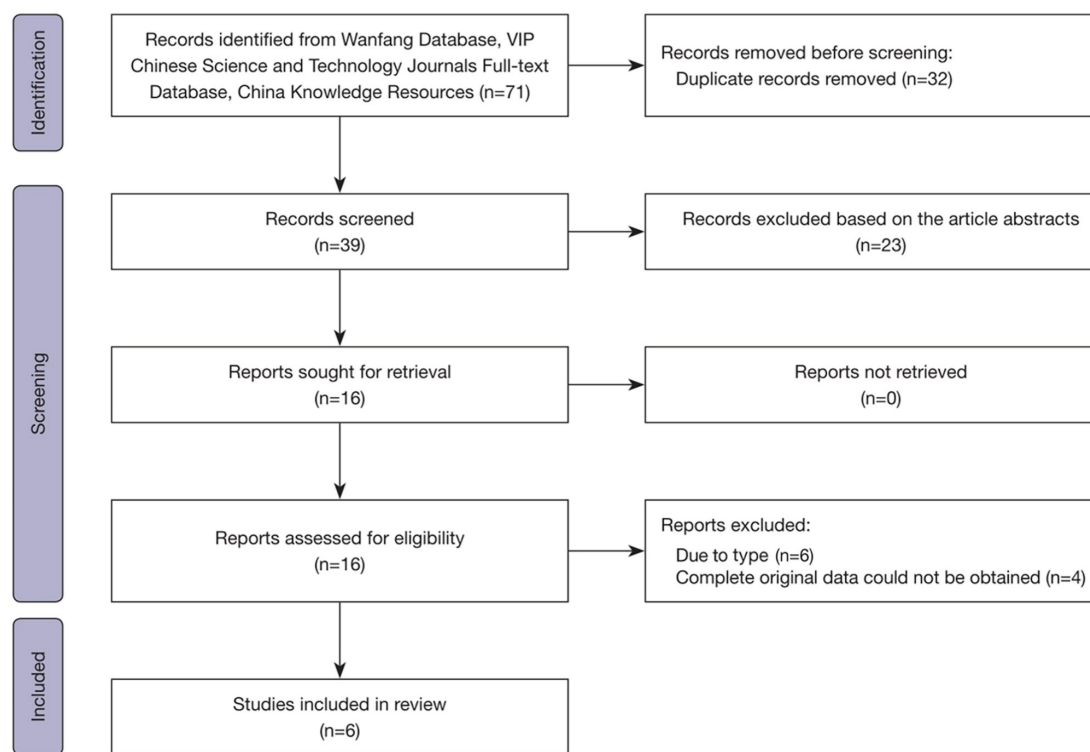 Identification
Records identified from Wanfang Database, VIP
Chinese Science and Technology Journals Full-text
Database, China Knowledge Resources (n=71)
Records removed before screening:
Duplicate records removed (n=32)
Screening
Records screened
(n=39)
Records excluded based on the article abstracts
(n=23)
Reports sought for retrieval
(n=16)
Reports not retrieved
(n=0)
Reports assessed for eligibility
(n=16)
Reports excluded:
Due to type (n=6)
Complete original data could not be obtained (n=4)
Included
Studies included in review
(n=6)